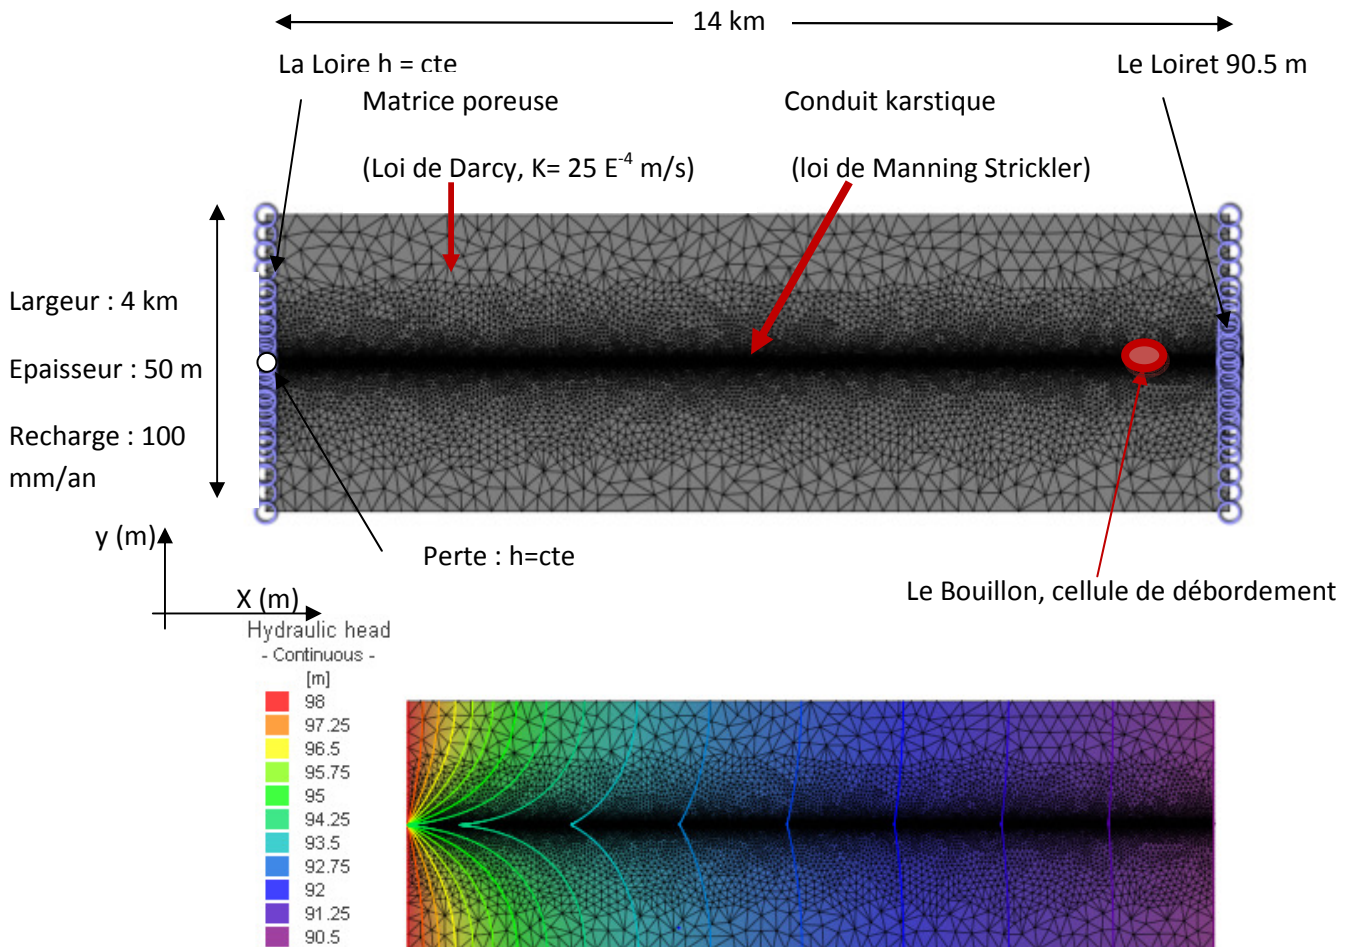 14 km
La Loire h = cte
Le Loiret 90.5 m
Matrice poreuse
Conduit karstique
(Loi de Darcy, K= 25 E-4 m/s)
(loi de Manning Strickler)
Largeur : 4 km
Epaisseur : 50 m
Recharge : 100
mm/an
y (m)
Perte : h=cte
X (m)
Le Bouillon, cellule de débordement
Hydraulic head
- Continuous -
[m]
98
97.25
96.5
95.75
95
94.25
93.5
92.75
92
91.25
90.5